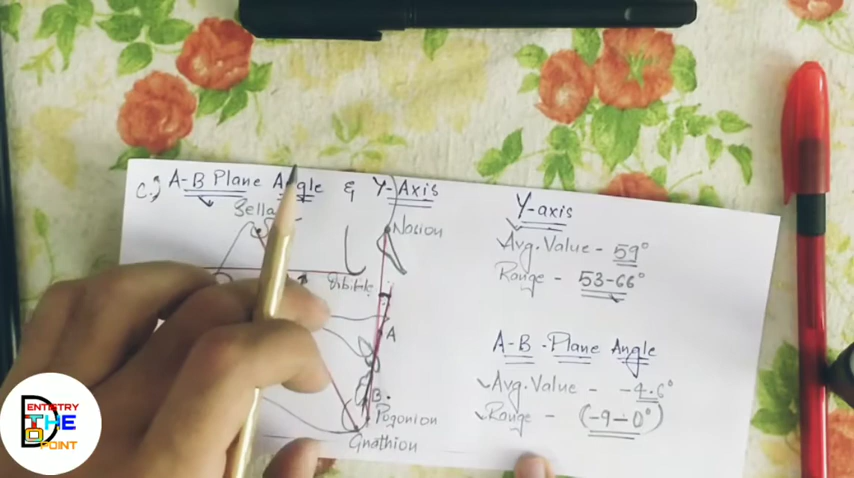 c.) A-B Plane Angle & Y-Axis
Sella
Nasion
Orbitale
A
B
Pogonion
Gnathion
Y-axis
Avg. Value - 59°
Range - 53-66°
A-B-Plane Angle
Avg. Value - -4.6°
Range - (-9-0°)
DENTISTRY
THE
POINT